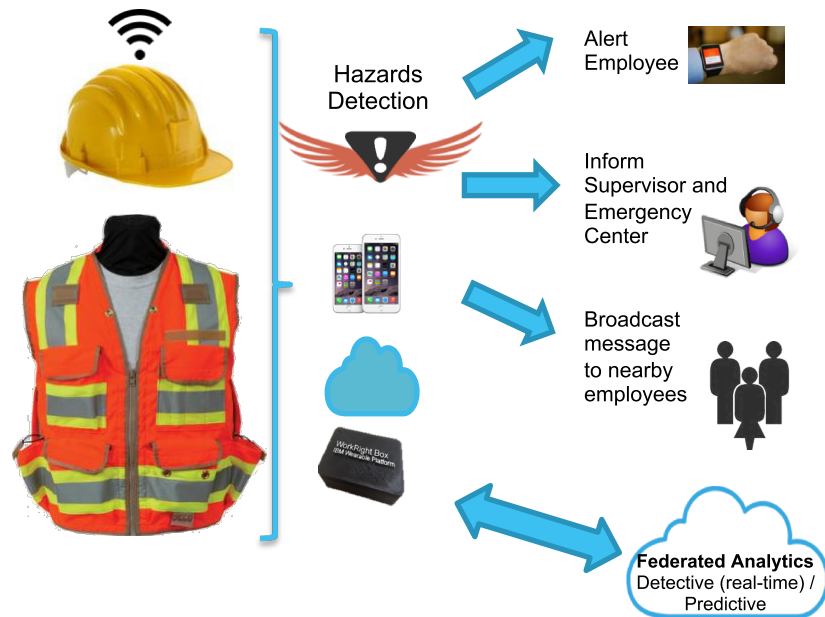 Hazards
Detection
Alert
Employee
Inform
Supervisor and
Emergency
Center
Broadcast
message
to nearby
employees
WorkRight Box
IBM Wearable Platform
Federated Analytics
Detective (real-time) /
Predictive